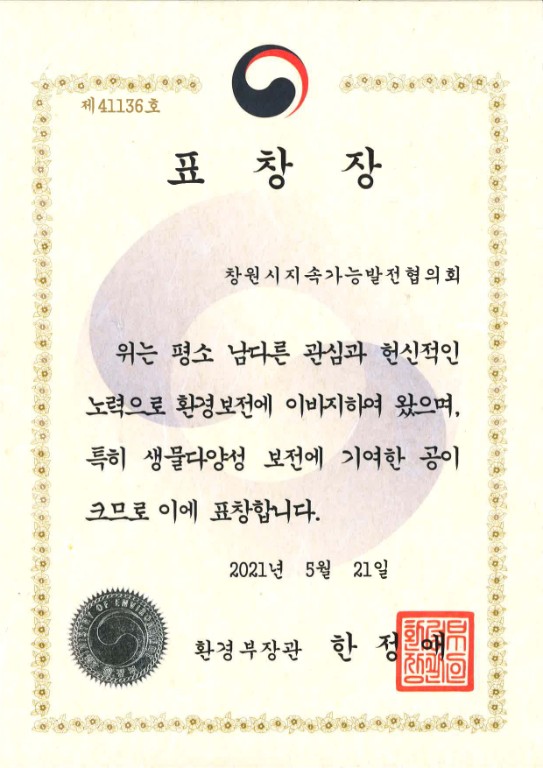 제41136호
표 창 장
창원시지속가능발전협의회
위는 평소 남다른 관심과 헌신적인
노력으로 환경보전에 이바지하여 왔으며,
특히 생물다양성 보전에 기여한 공이
크므로 이에 표창합니다.
2021년 5월 21일
환경부장관 한 정 애